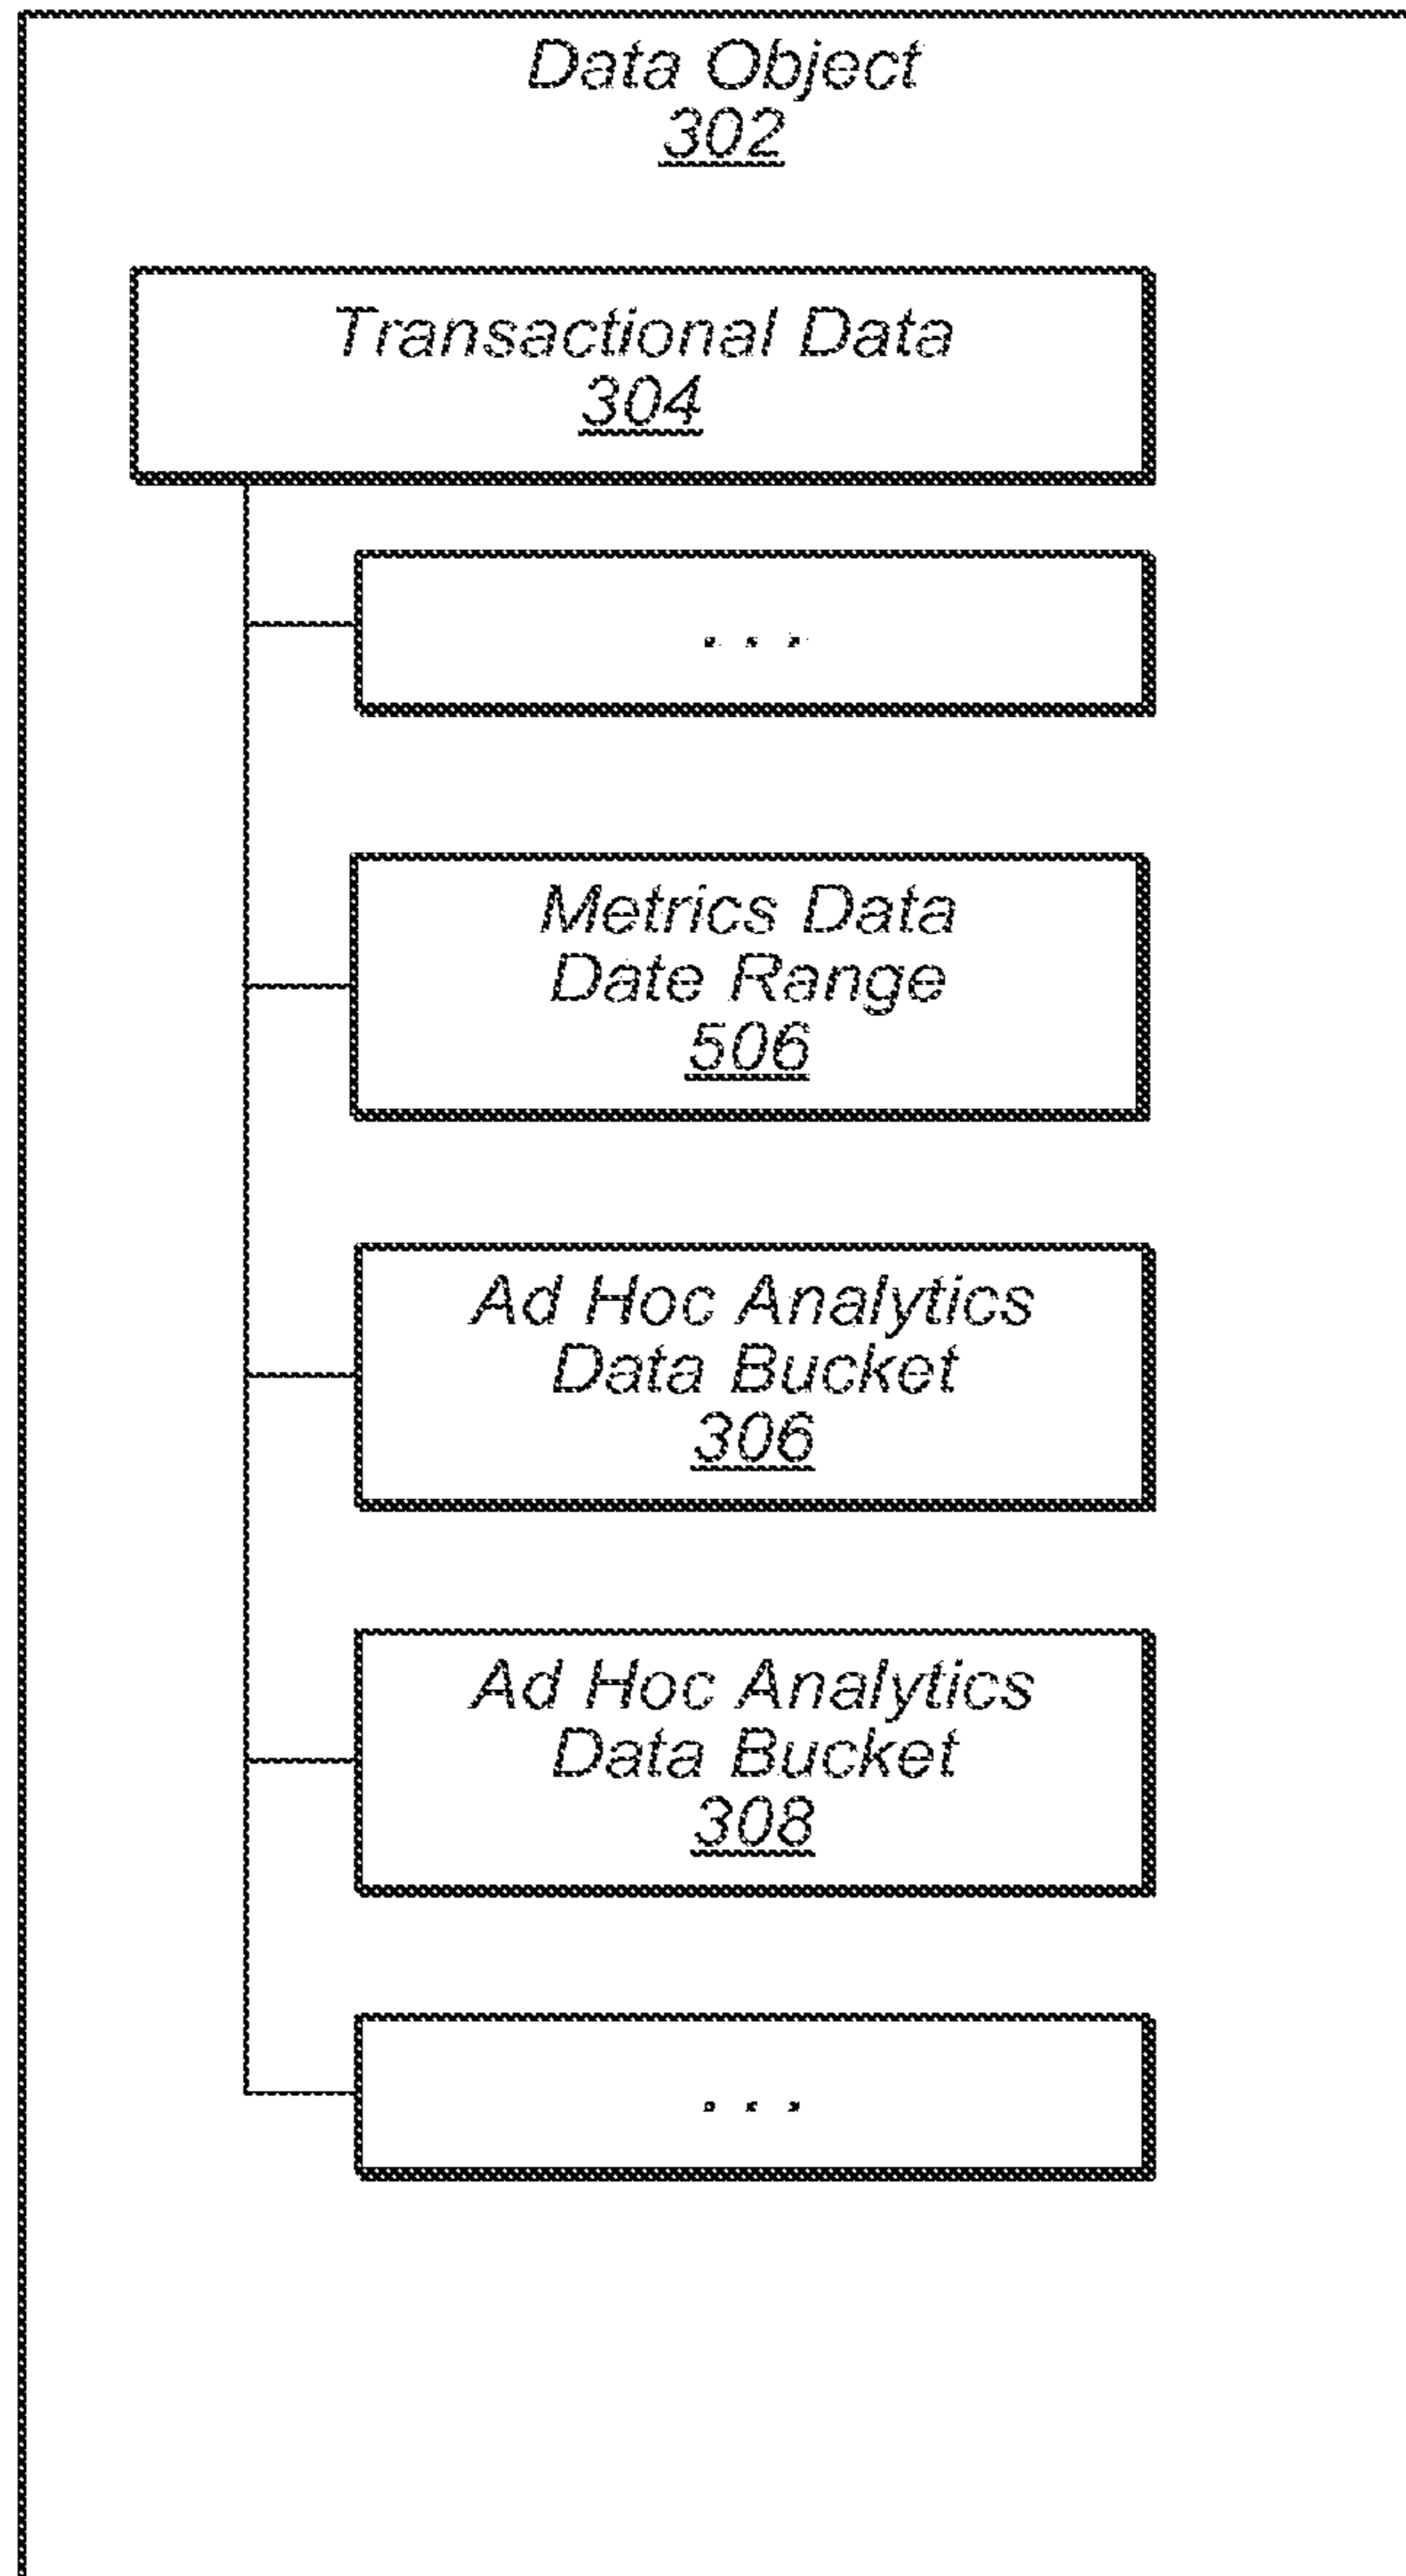 Data Object
302
Transactional Data
304
. . .
Metrics Data
Date Range
506
Ad Hoc Analytics
Data Bucket
306
Ad Hoc Analytics
Data Bucket
308
. . .